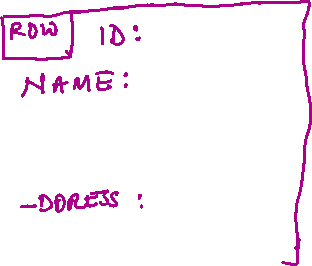 ROW ID:
NAME:
-DDRESS :